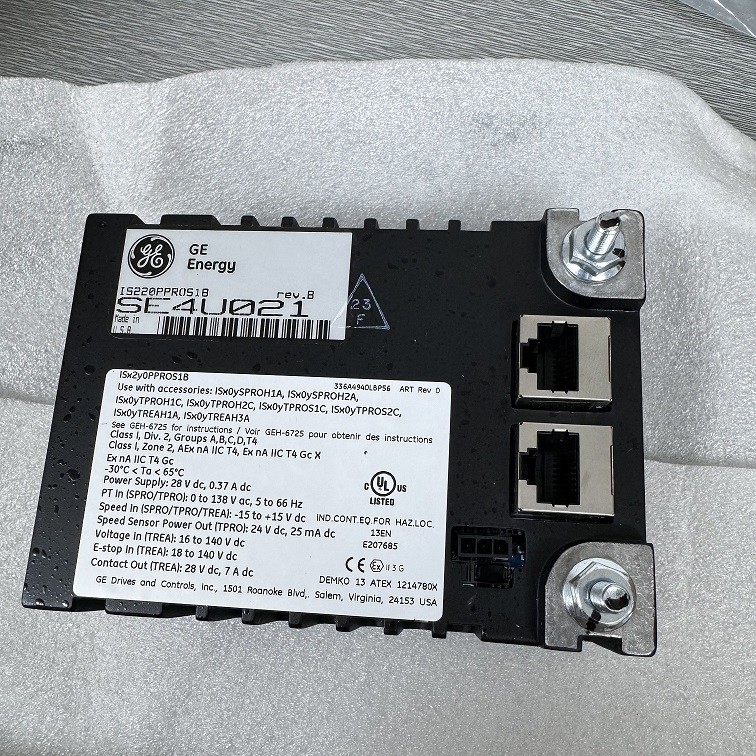 GE
GE
Energy
IS220PPROS1B rev.B
SE4U021
Made in
U.S.A
23
F
ISx2y0PPROS1B 336A4940LBP56 ART Rev D
Use with accessories: ISx0ySPROH1A, ISx0ySPROH2A,
ISx0yTPROH1C, ISx0yTPROH2C, ISx0yTPROS1C, ISx0yTPROS2C,
ISx0yTREAH1A, ISx0yTREAH3A
See GEH-6725 for instructions / Voir GEH-6725 pour obtenir des instructions
Class I, Div. 2, Groups A,B,C,D,T4
Class I, Zone 2, AEx nA IIC T4, Ex nA IIC T4 Gc X
Ex nA IIC T4 Gc
-30°C < Ta < 65°C
Power Supply: 28 V dc, 0.37 A dc
PT In (SPRO/TPRO): 0 to 138 V ac, 5 to 66 Hz
Speed In (SPRO/TPRO/TREA): -15 to +15 V dc
Speed Sensor Power Out (TPRO): 24 V dc, 25 mA dc
Voltage In (TREA): 16 to 140 V dc
E-stop In (TREA): 18 to 140 V dc
Contact Out (TREA): 28 V dc, 7 A dc
c UL US
LISTED
IND.CONT.EQ.FOR HAZ.LOC.
13EN
E207685
CE Ex II 3 G
DEMKO 13 ATEX 1214780X
GE Drives and Controls, Inc., 1501 Roanoke Blvd., Salem, Virginia, 24153 USA